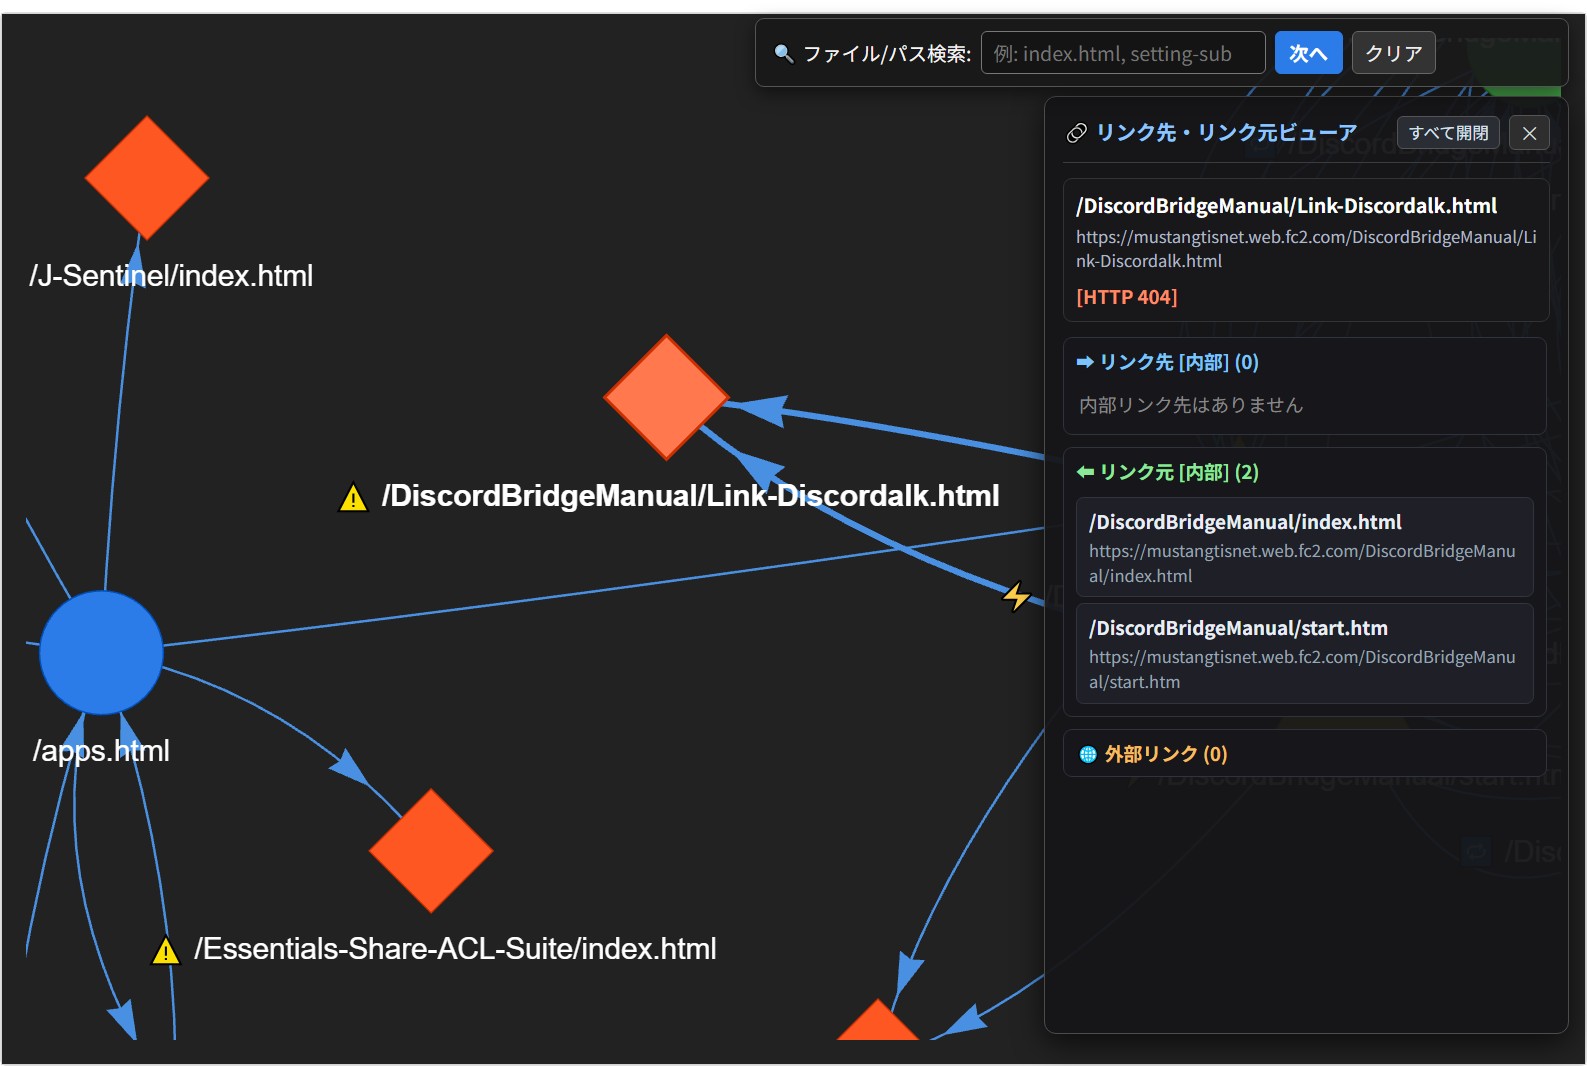 ファイル/パス検索:
例: index.html, setting-sub
次へ
クリア
リンク先・リンク元ビューア
すべて開閉
/DiscordBridgeManual/Link-Discordalk.html
https://mustangtisnet.web.fc2.com/DiscordBridgeManual/Li
nk-Discordalk.html
[HTTP 404]
リンク先 [内部] (0)
内部リンク先はありません
リンク元 [内部] (2)
/DiscordBridgeManual/index.html
https://mustangtisnet.web.fc2.com/DiscordBridgeManu
al/index.html
/DiscordBridgeManual/start.htm
https://mustangtisnet.web.fc2.com/DiscordBridgeManu
al/start.htm
外部リンク (0)
/J-Sentinel/index.html
/DiscordBridgeManual/Link-Discordalk.html
/apps.html
/Essentials-Share-ACL-Suite/index.html